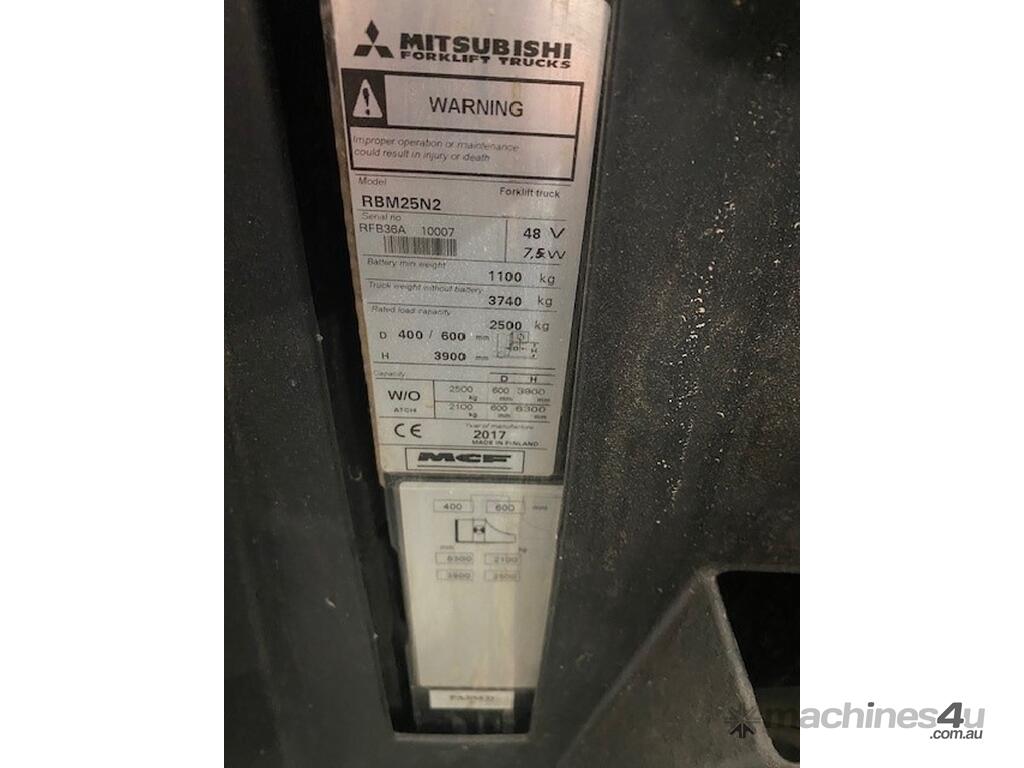 MITSUBISHI
FORKLIFT TRUCKS
WARNING
Improper operation or maintenance
could result in injury or death
Model Forklift truck
RBM25N2
Serial no
RFB36A 10007 48 V
7,5 W
Battery min weight
1100 kg
Truck weight without battery
3740 kg
Rated load capacity
2500 kg
D 400 / 600 mm
H 3900 mm
Capacity D H
W/O 2500 600 3900
kg mm mm
ATCH 2100 600 6300
kg mm mm
CE Year of manufacture
2017
MADE IN FINLAND
MCF
400 600 mm
mm kg
6300 2100
3900 2500
machines4u
.com.au